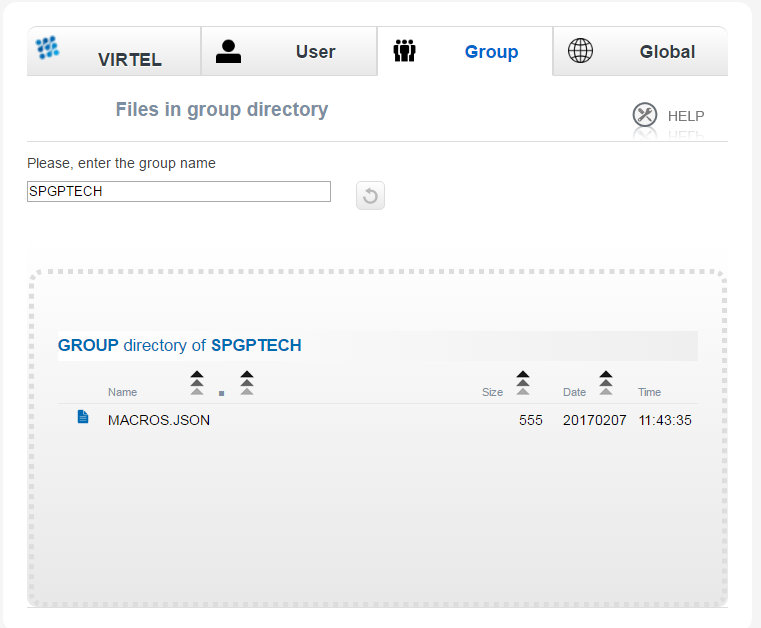 VIRTEL User Group Global
Files in group directory
HELP
Please, enter the group name
SPGPTECH
GROUP directory of SPGPTECH
Name . Size Date Time
MACROS.JSON 555 20170207 11:43:35